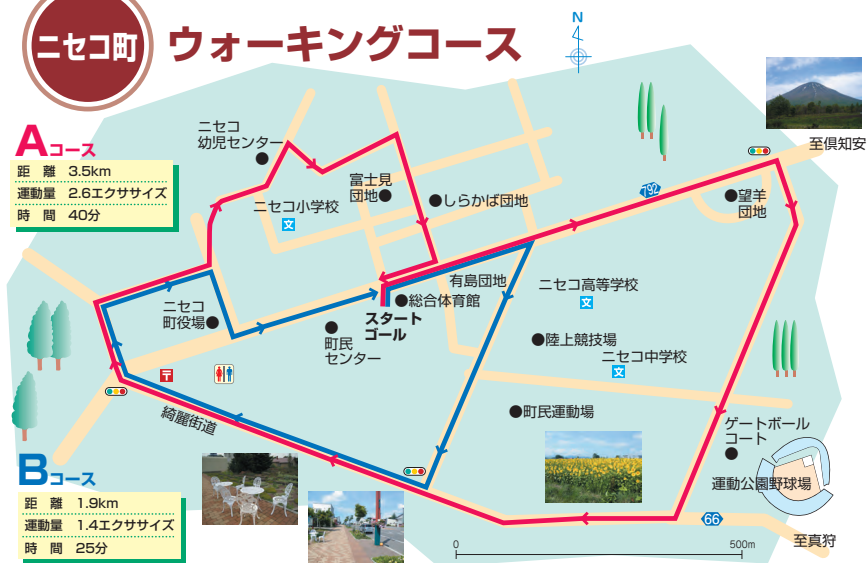 ニセコ町
ウォーキングコース
N
Aコース
距離 3.5km
運動量 2.6エクササイズ
時間 40分
ニセコ
幼児センター
ニセコ小学校
文
富士見
団地
しらかば団地
792
至倶知安
望羊
団地
有島団地
総合体育館
スタート
ゴール
ニセコ高等学校
文
ニセコ
町役場
町民
センター
陸上競技場
ニセコ中学校
文
〒
綺麗街道
町民運動場
ゲートボール
コート
運動公園野球場
Bコース
距離 1.9km
運動量 1.4エクササイズ
時間 25分
66
至真狩
0
500m